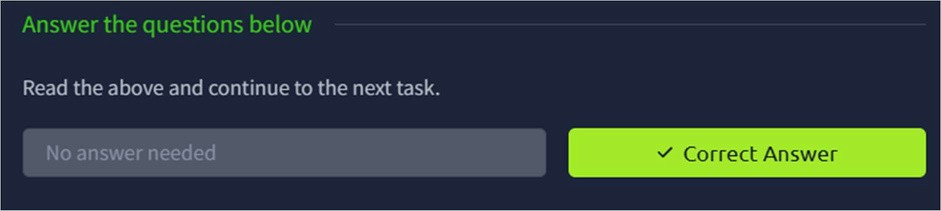 Answer the questions below
Read the above and continue to the next task.
No answer needed
Correct Answer